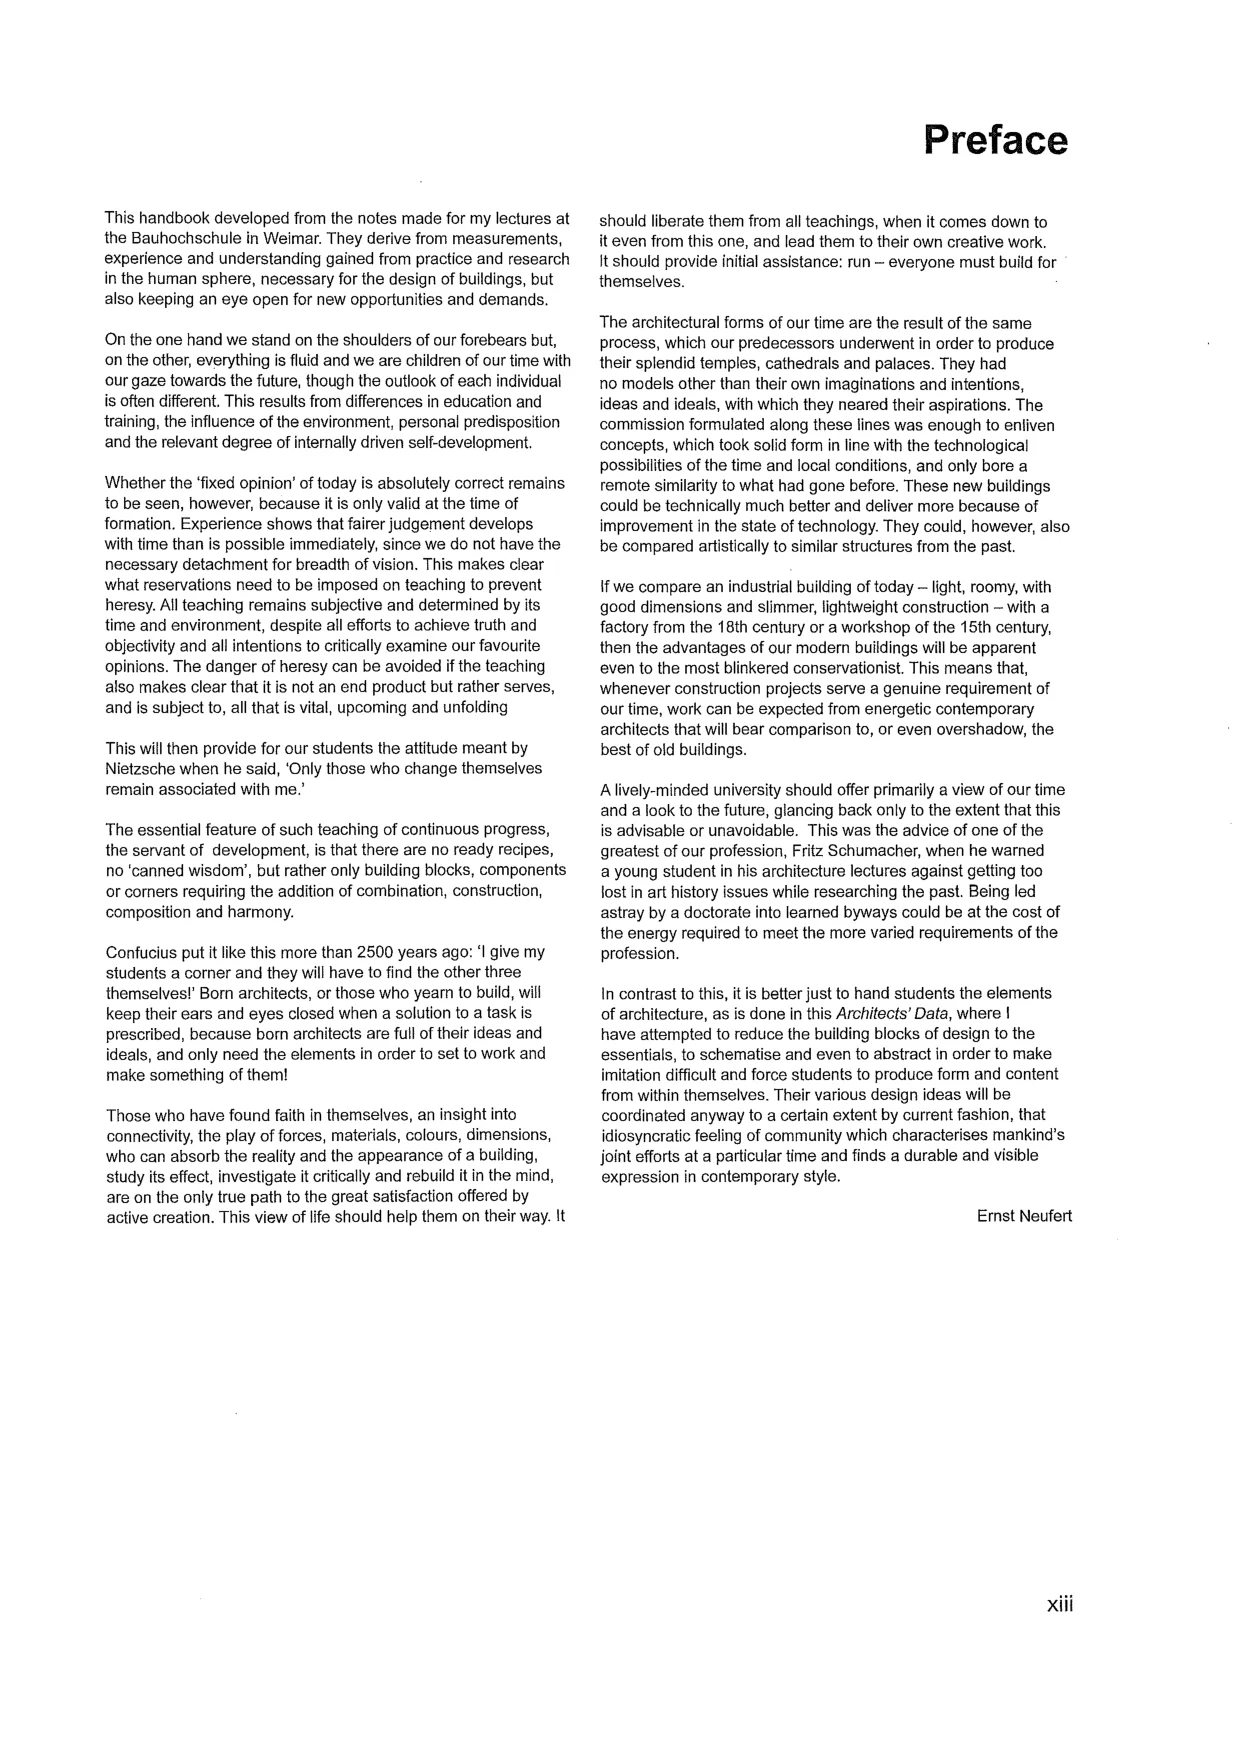 Preface
This handbook developed from the notes made for my lectures at
the Bauhochschule in Weimar. They derive from measurements,
experience and understanding gained from practice and research
in the human sphere, necessary for the design of buildings, but
also keeping an eye open for new opportunities and demands.
On the one hand we stand on the shoulders of our forebears but,
on the other, everything is fluid and we are children of our time with
our gaze towards the future, though the outlook of each individual
is often different. This results from differences in education and
training, the influence of the environment, personal predisposition
and the relevant degree of internally driven self-development.
Whether the ‘fixed opinion’ of today is absolutely correct remains
to be seen, however, because it is only valid at the time of
formation. Experience shows that fairer judgement develops
with time than is possible immediately, since we do not have the
necessary detachment for breadth of vision. This makes clear
what reservations need to be imposed on teaching to prevent
heresy. All teaching remains subjective and determined by its
time and environment, despite all efforts to achieve truth and
objectivity and all intentions to critically examine our favourite
opinions. The danger of heresy can be avoided if the teaching
also makes clear that it is not an end product but rather serves,
and is subject to, all that is vital, upcoming and unfolding
This will then provide for our students the attitude meant by
Nietzsche when he said, ‘Only those who change themselves
remain associated with me.’
The essential feature of such teaching of continuous progress,
the servant of development, is that there are no ready recipes,
no ‘canned wisdom’, but rather only building blocks, components
or corners requiring the addition of combination, construction,
composition and harmony.
Confucius put it like this more than 2500 years ago: ‘I give my
students a corner and they will have to find the other three
themselves!’ Born architects, or those who yearn to build, will
keep their ears and eyes closed when a solution to a task is
prescribed, because born architects are full of their ideas and
ideals, and only need the elements in order to set to work and
make something of them!
Those who have found faith in themselves, an insight into
connectivity, the play of forces, materials, colours, dimensions,
who can absorb the reality and the appearance of a building,
study its effect, investigate it critically and rebuild it in the mind,
are on the only true path to the great satisfaction offered by
active creation. This view of life should help them on their way. It
should liberate them from all teachings, when it comes down to
it even from this one, and lead them to their own creative work.
It should provide initial assistance: run – everyone must build for
themselves.
The architectural forms of our time are the result of the same
process, which our predecessors underwent in order to produce
their splendid temples, cathedrals and palaces. They had
no models other than their own imaginations and intentions,
ideas and ideals, with which they neared their aspirations. The
commission formulated along these lines was enough to enliven
concepts, which took solid form in line with the technological
possibilities of the time and local conditions, and only bore a
remote similarity to what had gone before. These new buildings
could be technically much better and deliver more because of
improvement in the state of technology. They could, however, also
be compared artistically to similar structures from the past.
If we compare an industrial building of today – light, roomy, with
good dimensions and slimmer, lightweight construction – with a
factory from the 18th century or a workshop of the 15th century,
then the advantages of our modern buildings will be apparent
even to the most blinkered conservationist. This means that,
whenever construction projects serve a genuine requirement of
our time, work can be expected from energetic contemporary
architects that will bear comparison to, or even overshadow, the
best of old buildings.
A lively-minded university should offer primarily a view of our time
and a look to the future, glancing back only to the extent that this
is advisable or unavoidable. This was the advice of one of the
greatest of our profession, Fritz Schumacher, when he warned
a young student in his architecture lectures against getting too
lost in art history issues while researching the past. Being led
astray by a doctorate into learned byways could be at the cost of
the energy required to meet the more varied requirements of the
profession.
In contrast to this, it is better just to hand students the elements
of architecture, as is done in this Architects’ Data, where I
have attempted to reduce the building blocks of design to the
essentials, to schematise and even to abstract in order to make
imitation difficult and force students to produce form and content
from within themselves. Their various design ideas will be
coordinated anyway to a certain extent by current fashion, that
idiosyncratic feeling of community which characterises mankind’s
joint efforts at a particular time and finds a durable and visible
expression in contemporary style.
Ernst Neufert
xiii